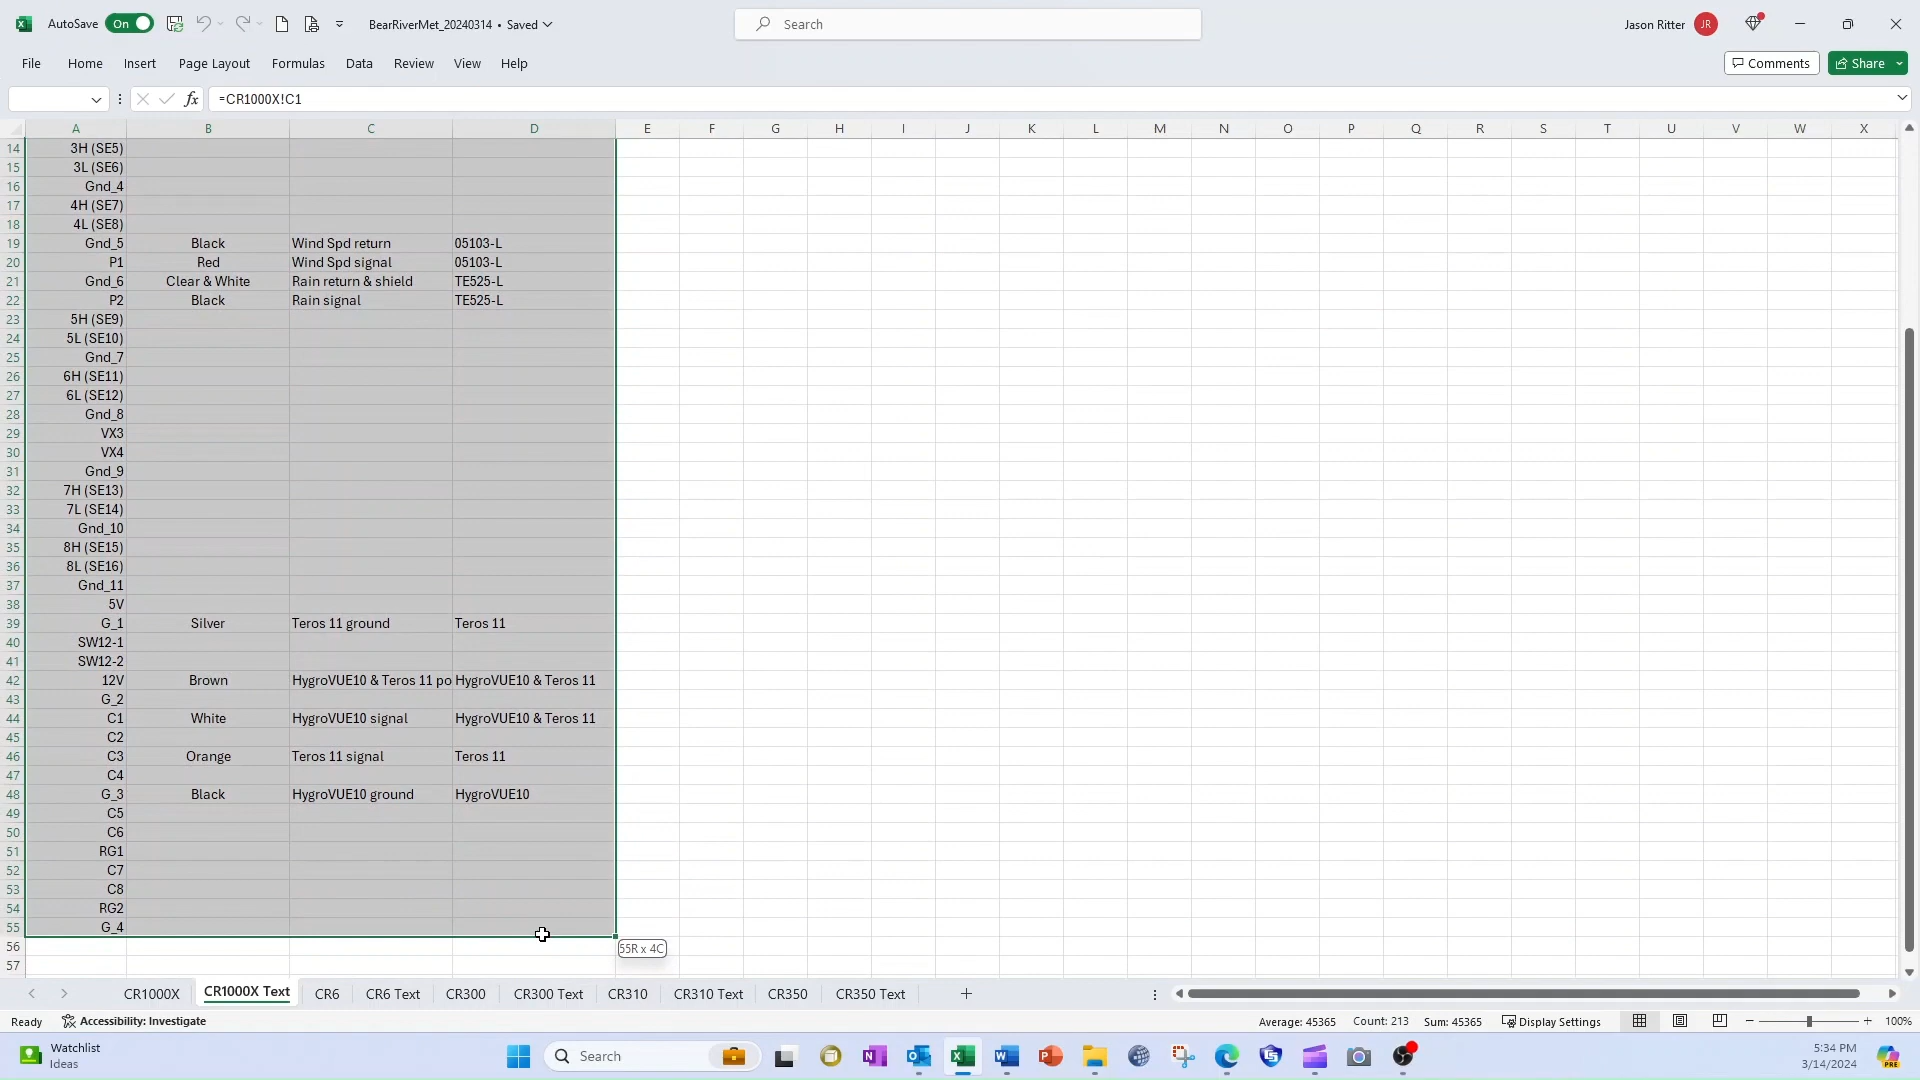 AutoSave On BearRiverMet_20240314 • Saved Search Jason Ritter JR
File Home Insert Page Layout Formulas Data Review View Help Comments Share
fx =CR1000X!C1
A B C D E F G H I J K L M N O P Q R S T U V W X
14 3H (SE5)
15 3L (SE6)
16 Gnd_4
17 4H (SE7)
18 4L (SE8)
19 Gnd_5 Black Wind Spd return 05103-L
20 P1 Red Wind Spd signal 05103-L
21 Gnd_6 Clear & White Rain return & shield TE525-L
22 P2 Black Rain signal TE525-L
23 5H (SE9)
24 5L (SE10)
25 Gnd_7
26 6H (SE11)
27 6L (SE12)
28 Gnd_8
29 VX3
30 VX4
31 Gnd_9
32 7H (SE13)
33 7L (SE14)
34 Gnd_10
35 8H (SE15)
36 8L (SE16)
37 Gnd_11
38 5V
39 G_1 Silver Teros 11 ground Teros 11
40 SW12-1
41 SW12-2
42 12V Brown HygroVUE10 & Teros 11 po HygroVUE10 & Teros 11
43 G_2
44 C1 White HygroVUE10 signal HygroVUE10 & Teros 11
45 C2
46 C3 Orange Teros 11 signal Teros 11
47 C4
48 G_3 Black HygroVUE10 ground HygroVUE10
49 C5
50 C6
51 RG1
52 C7
53 C8
54 RG2
55 G_4
56 55R x 4C
57
CR1000X CR1000X Text CR6 CR6 Text CR300 CR300 Text CR310 CR310 Text CR350 CR350 Text
Ready Accessibility: Investigate Average: 45365 Count: 213 Sum: 45365 Display Settings 100%
Watchlist
Ideas
Search
5:34 PM
3/14/2024
PRE